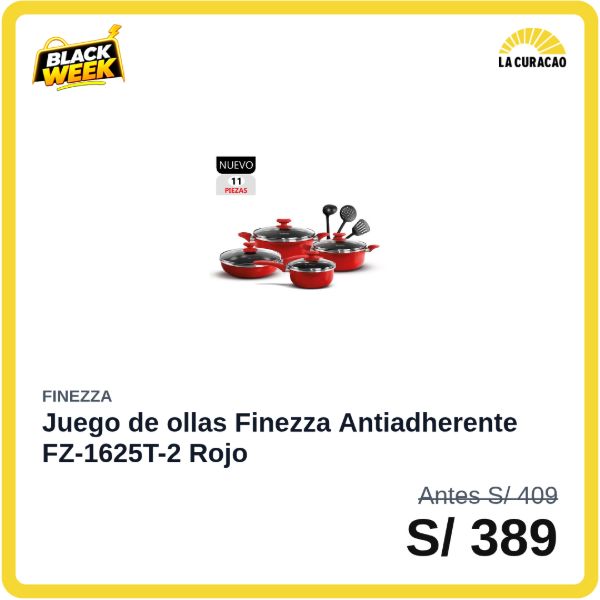 BLACK
WEEK
LA CURACAO
NUEVO
11
PIEZAS
FINEZZA
Juego de ollas Finezza Antiadherente
FZ-1625T-2 Rojo
Antes S/ 409
S/ 389